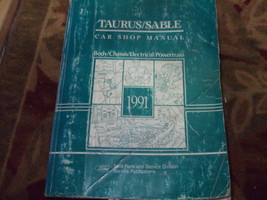 TAURUS/SABLE
CAR SHOP MANUAL
Body/Chassis/Electrical/Powertrain
1991
Ford Parts and Service Division
Service Publications